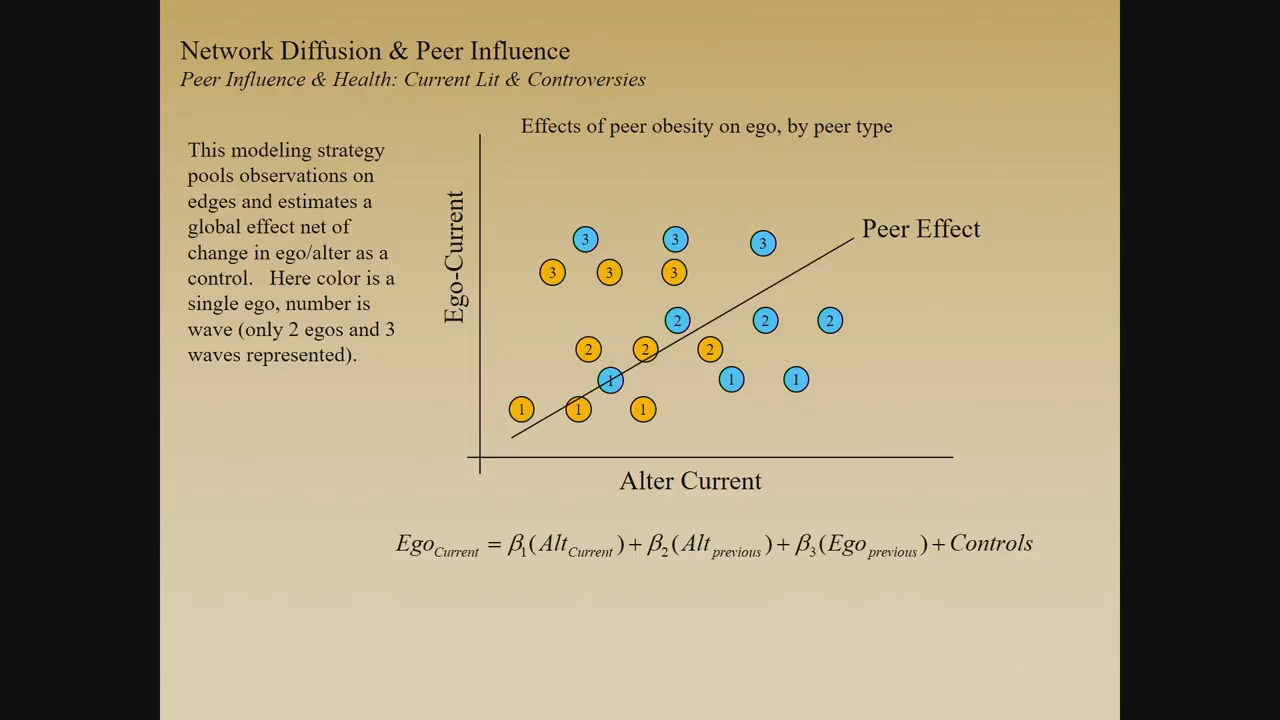 Network Diffusion & Peer Influence
Peer Influence & Health: Current Lit & Controversies
Effects of peer obesity on ego, by peer type
This modeling strategy
pools observations on
edges and estimates a
global effect net of
change in ego/alter as a
control.   Here color is a
single ego, number is
wave (only 2 egos and 3
waves represented).
Ego-Current
Peer Effect
3 3 3
3 3 3
2 2 2
2 2 2
1 1 1
1 1 1
Alter Current
Ego_Current = β₁(Alt_Current) + β₂(Alt_previous) + β₃(Ego_previous) + Controls